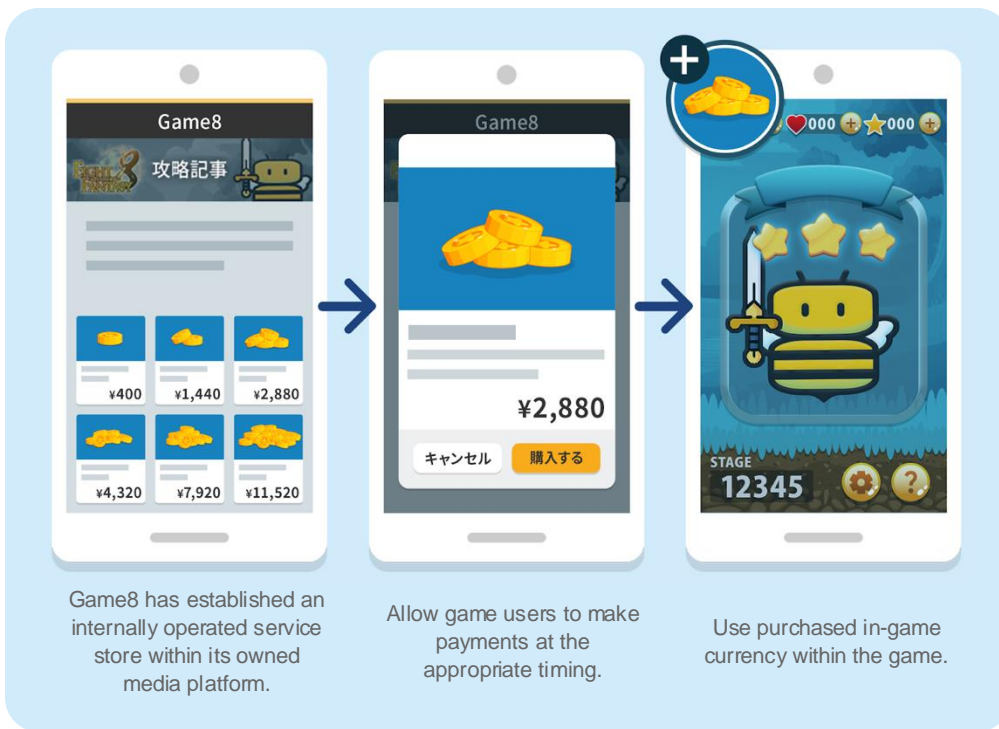 Game8
FIGHT
FANTASY
8
攻略記事
¥400
¥1,440
¥2,880
¥4,320
¥7,920
¥11,520
Game8
¥2,880
キャンセル
購入する
000
000
STAGE
12345
?
Game8 has established an
internally operated service
store within its owned
media platform.
Allow game users to make
payments at the
appropriate timing.
Use purchased in-game
currency within the game.